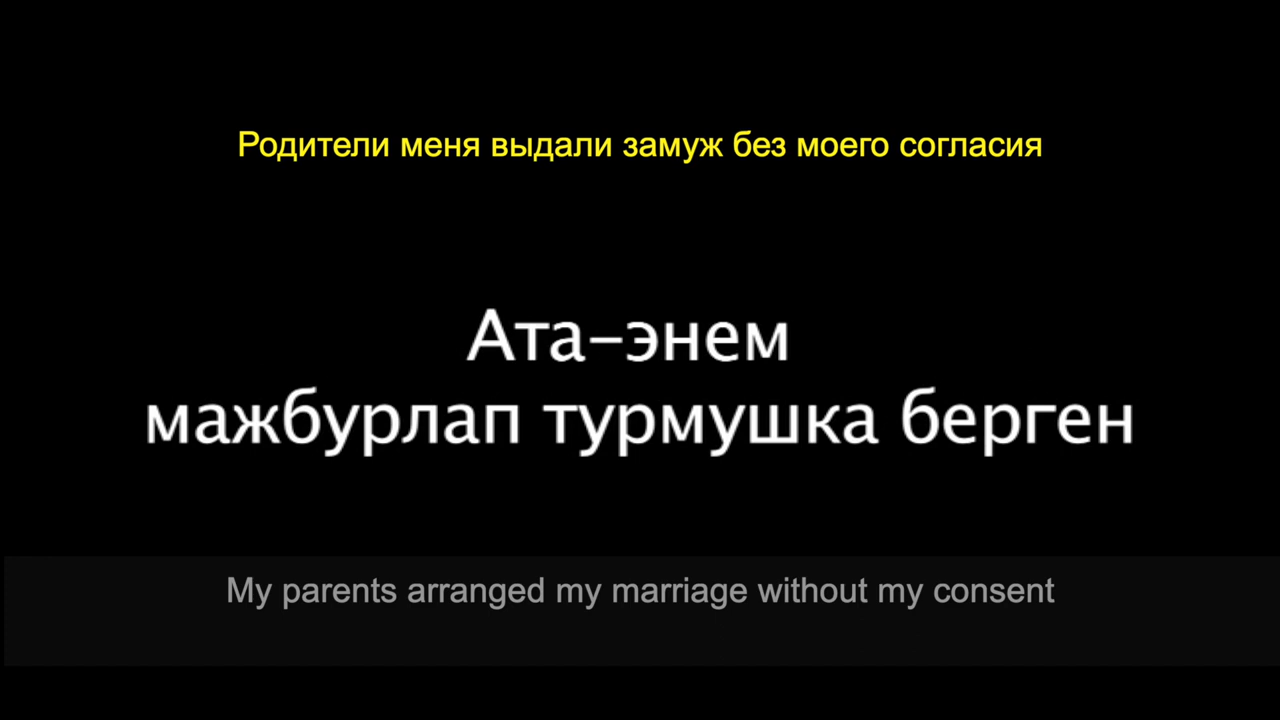 Родители меня выдали замуж без моего согласия
Ата-энем
мажбурлап турмушка берген
My parents arranged my marriage without my consent